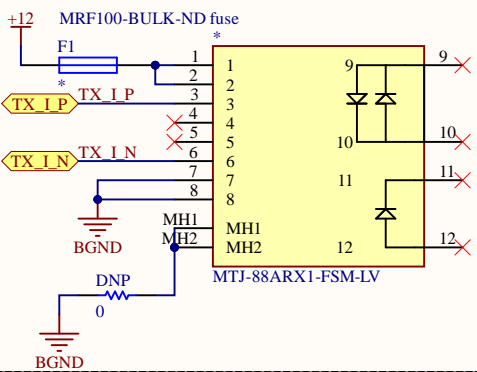 +12
MRF100-BULK-ND fuse
F1
*
*
1 1
2 2
TX_I_P TX_I_P 3 3
4 4
5 5
TX_I_N TX_I_N 6 6
7 7
8 8
9 9
10 10
11 11
12 12
BGND
MH1 MH1
MH2 MH2
MTJ-88ARX1-FSM-LV
DNP
0
BGND